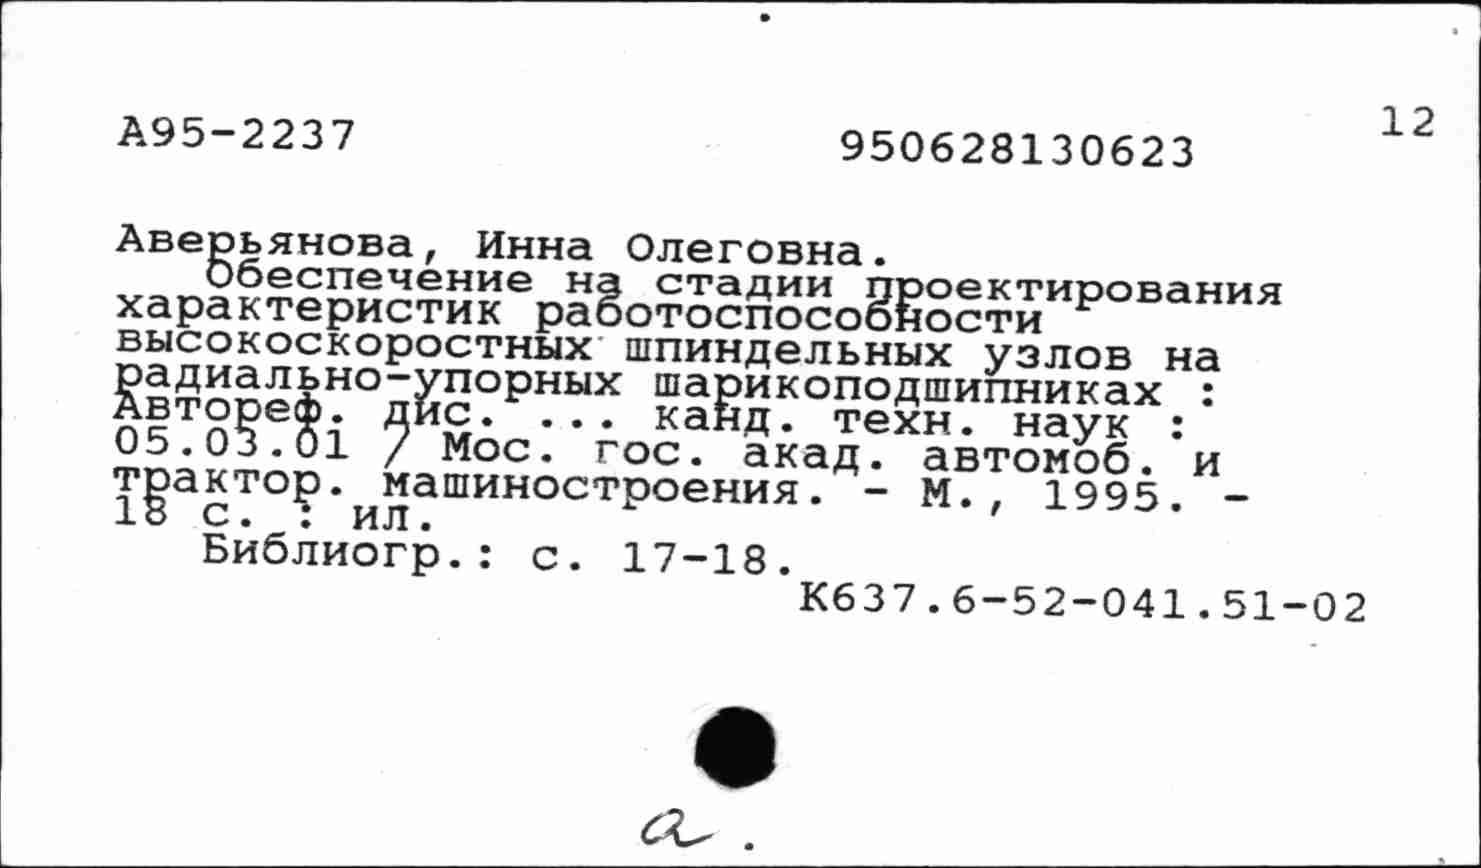 А95-2237 950628130623 12
Аверьянова, Инна Олеговна.
Обеспечение на стадии проектирования
характеристик работоспособности
высокоскоростных шпиндельных узлов на
радиально-упорных шарикоподшипниках :
Автореф. дис. ... канд. техн. наук :
05.03.01 / Мос. гос. акад. автомоб. и
трактор. машиностроения. - М., 1995. -
18 с. : ил.
Библиогр.: с. 17-18.
К637.6-52-041.51-02
а.